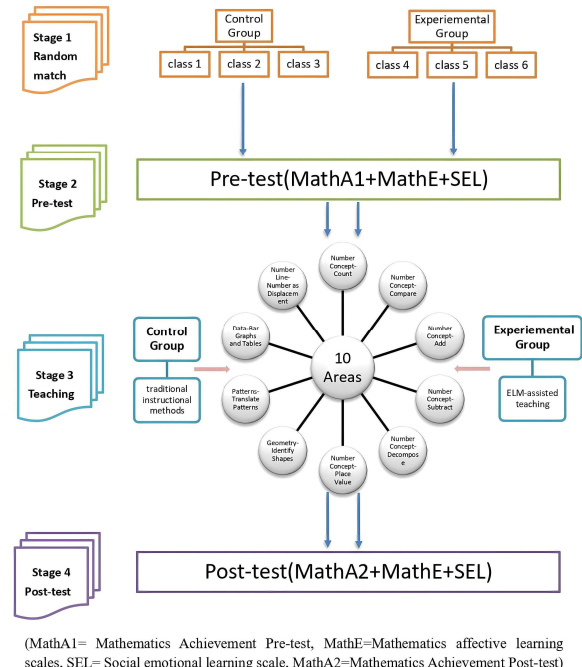 Stage 1
Random
match
Control
Group
class 1
class 2
class 3
Experiemental
Group
class 4
class 5
class 6
Stage 2
Pre-test
Pre-test(MathA1+MathE+SEL)
Stage 3
Teaching
Control
Group
traditional
instructional
methods
10
Areas
Number
Concept-
Count
Number
Concept-
Compare
Number
Concept-
Add
Number
Concept-
Subtract
Number
Concept-
Decompos
e
Number
Concept-
Place
Value
Geometry-
Identify
Shapes
Patterns-
Translate
Patterns
Data-Bar
Graphs
and Tables
Number
Line-
Number as
Displacem
ent
Experiemental
Group
ELM-assisted
teaching
Stage 4
Post-test
Post-test(MathA2+MathE+SEL)
(MathA1= Mathematics Achievement Pre-test, MathE=Mathematics affective learning
scales, SEL= Social emotional learning scale, MathA2=Mathematics Achievement Post-test)